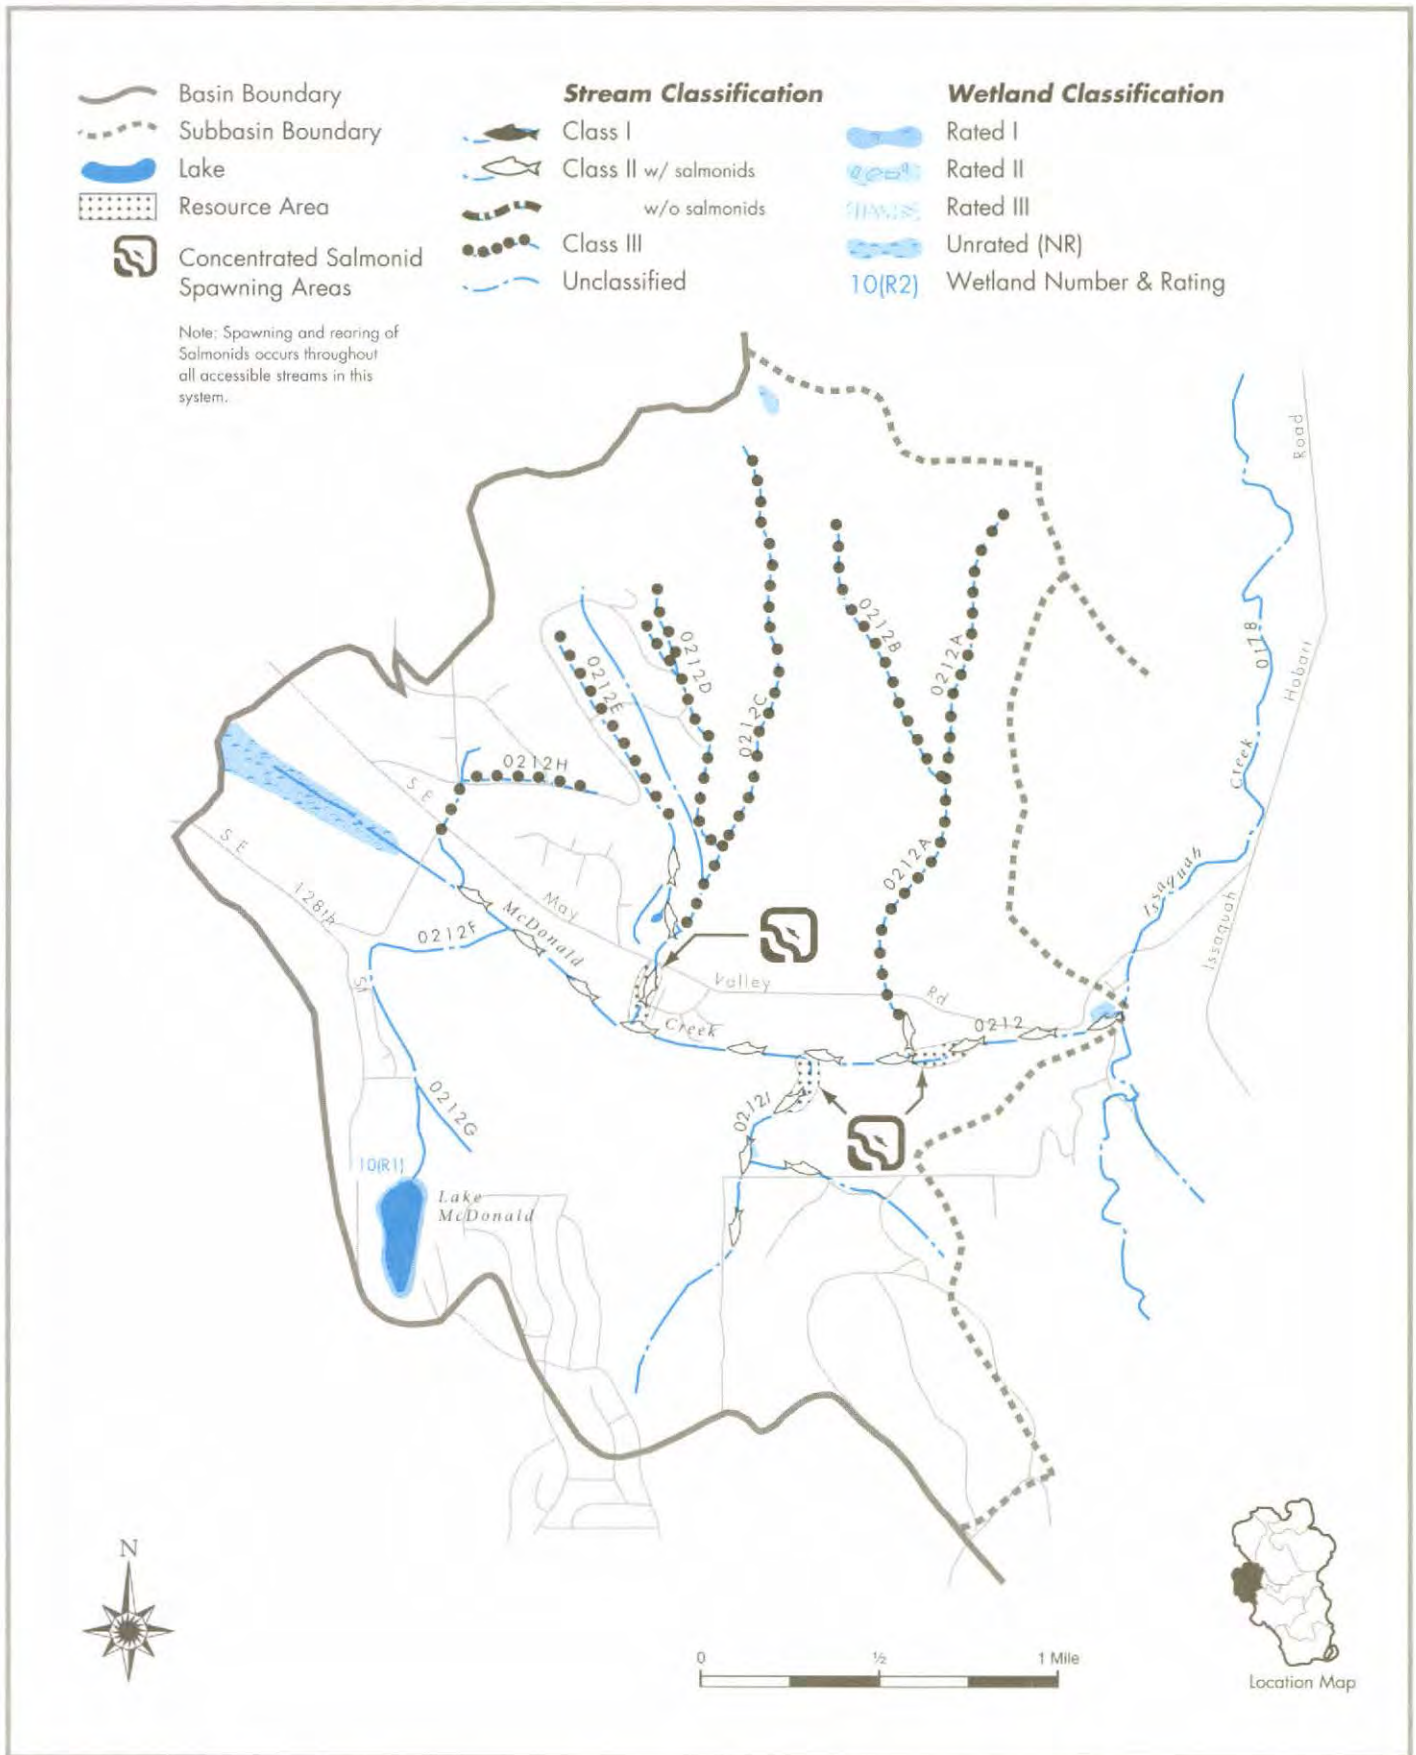 Basin Boundary
Subbasin Boundary
Lake
Resource Area
Concentrated Salmonid
Spawning Areas
Note: Spawning and rearing of
Salmonids occurs throughout
all accessible streams in this
system.
Stream Classification
Class I
Class II w/ salmonids
w/o salmonids
Class III
Unclassified
Wetland Classification
Rated I
Rated II
Rated III
Unrated (NR)
10(R2) Wetland Number & Rating
Road
0178
Hobart
0212B
0212A
0212D
0212E
0212C
0212H
SE
SE
128th
May
McDonald
0212F
0212A
Creek
Issaquah
Issaquah
Valley
Rd
Creek
0212
0212I
0212G
10(R1)
Lake
McDonald
N
0
½
1 Mile
Location Map